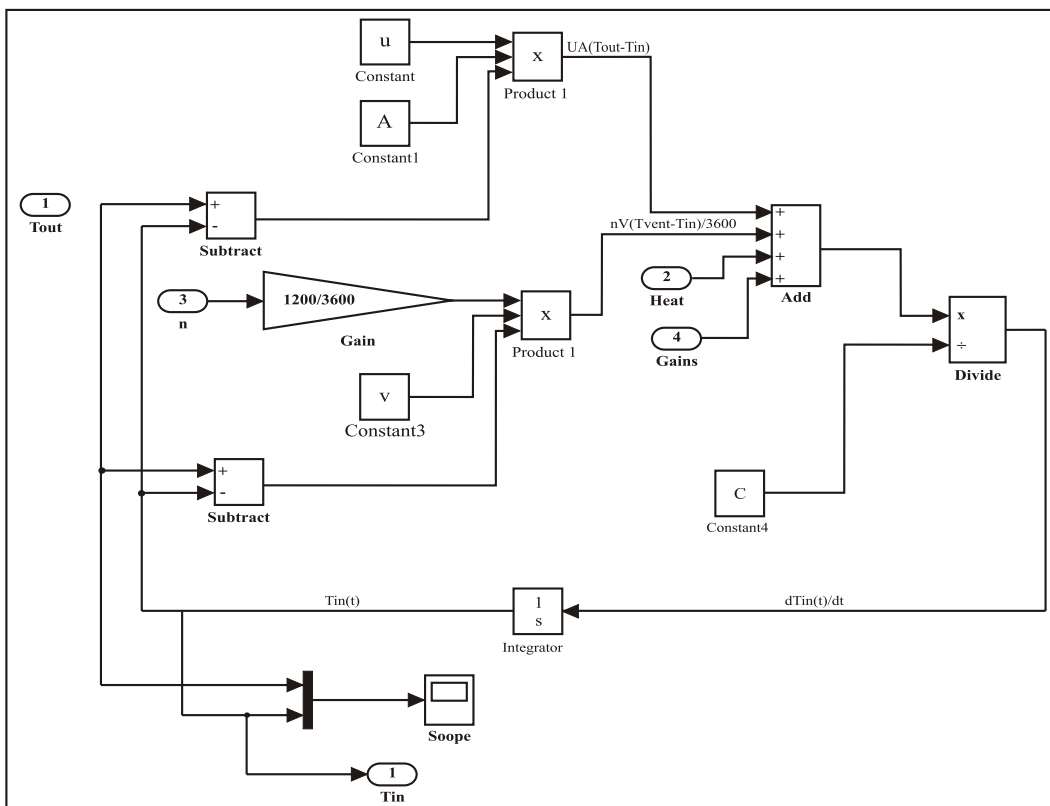 u
Constant
A
Constant1
x
Product 1
UA(Tout-Tin)
1
Tout
+
-
Subtract
3
n
1200/3600
Gain
v
Constant3
x
Product 1
nV(Tvent-Tin)/3600
2
Heat
4
Gains
+
+
+
+
Add
x
÷
Divide
+
-
Subtract
C
Constant4
Tin(t)
1
s
Integrator
dTin(t)/dt
Soope
1
Tin